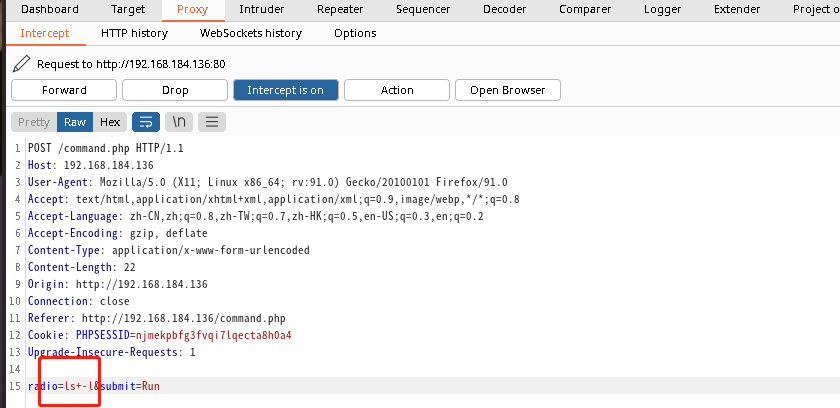 Dashboard Target Proxy Intruder Repeater Sequencer Decoder Comparer Logger Extender Project o
Intercept HTTP history WebSockets history Options
Request to http://192.168.184.136:80
Forward Drop Intercept is on Action Open Browser
Pretty Raw Hex \n
1 POST /command.php HTTP/1.1
2 Host: 192.168.184.136
3 User-Agent: Mozilla/5.0 (X11; Linux x86_64; rv:91.0) Gecko/20100101 Firefox/91.0
4 Accept: text/html,application/xhtml+xml,application/xml;q=0.9,image/webp,*/*;q=0.8
5 Accept-Language: zh-CN,zh;q=0.8,zh-TW;q=0.7,zh-HK;q=0.5,en-US;q=0.3,en;q=0.2
6 Accept-Encoding: gzip, deflate
7 Content-Type: application/x-www-form-urlencoded
8 Content-Length: 22
9 Origin: http://192.168.184.136
10 Connection: close
11 Referer: http://192.168.184.136/command.php
12 Cookie: PHPSESSID=njmekpbfg3fvqi7lqecta8h0a4
13 Upgrade-Insecure-Requests: 1
14
15 radio=ls+-l&submit=Run